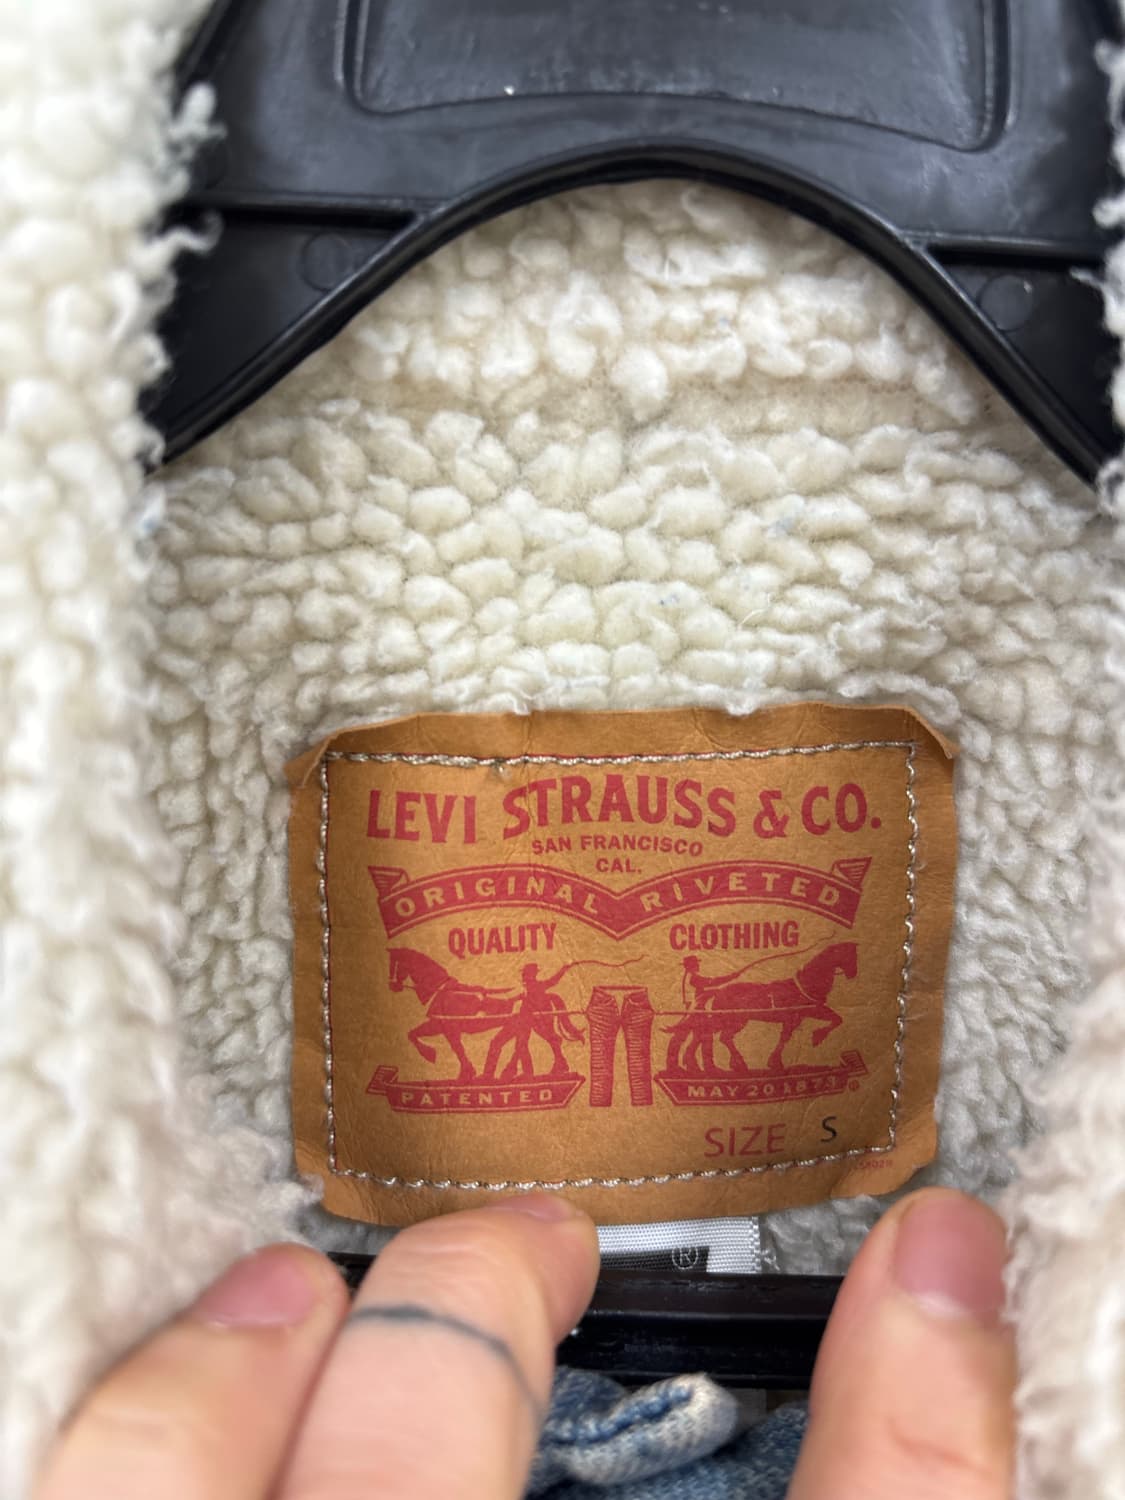 LEVI STRAUSS & CO.
SAN FRANCISCO
CAL.
ORIGINAL RIVETED
QUALITY CLOTHING
PATENTED MAY 20 1873 ®
SIZE S
®